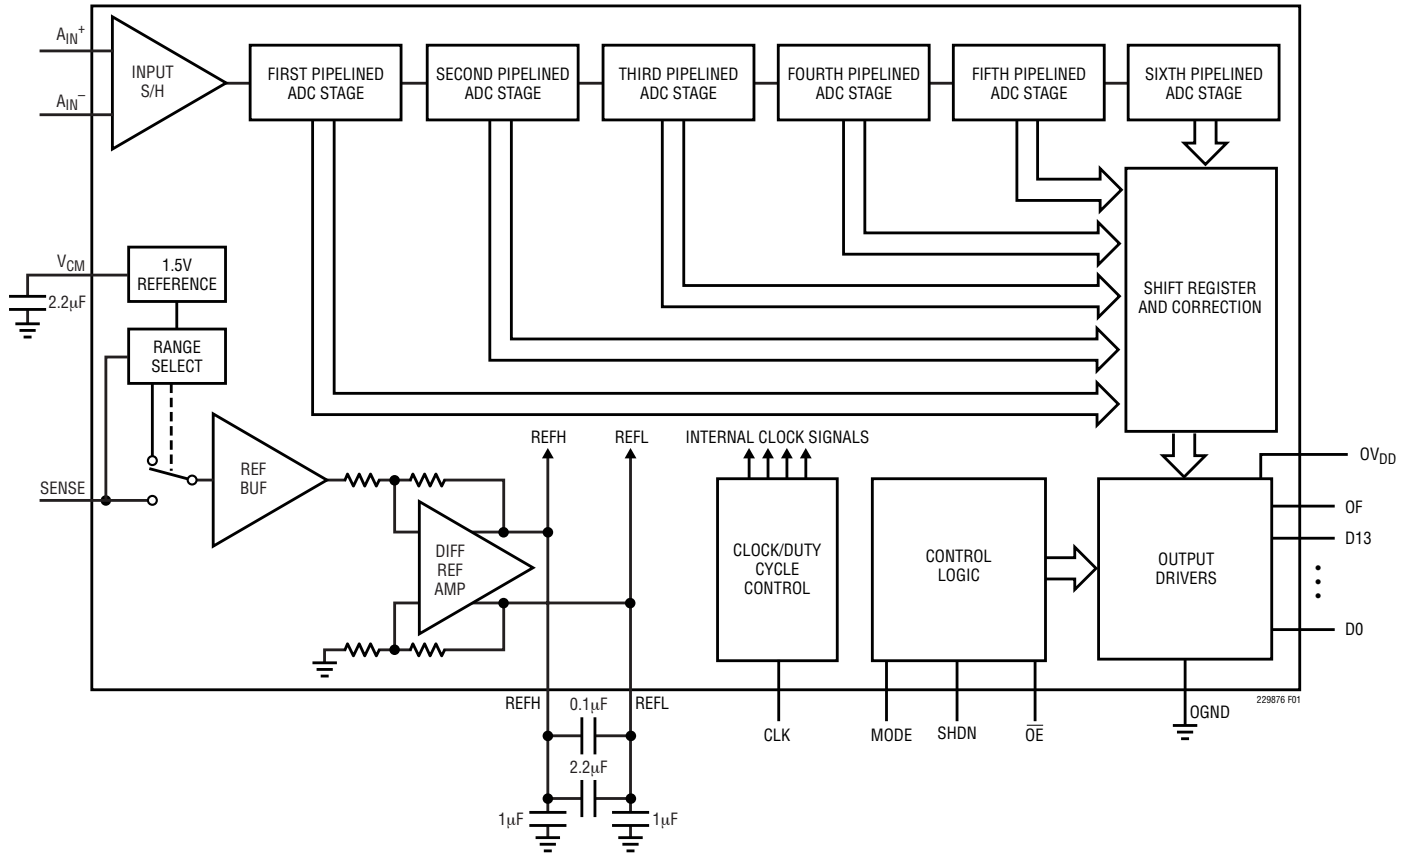 AIN+
AIN−
INPUT
S/H
FIRST PIPELINED
ADC STAGE
SECOND PIPELINED
ADC STAGE
THIRD PIPELINED
ADC STAGE
FOURTH PIPELINED
ADC STAGE
FIFTH PIPELINED
ADC STAGE
SIXTH PIPELINED
ADC STAGE
VCM
2.2µF
1.5V
REFERENCE
RANGE
SELECT
SHIFT REGISTER
AND CORRECTION
SENSE
REF
BUF
DIFF
REF
AMP
REFH
REFL
INTERNAL CLOCK SIGNALS
CLOCK/DUTY
CYCLE
CONTROL
CONTROL
LOGIC
OUTPUT
DRIVERS
OVDD
OF
D13
D0
229876 F01
REFH
0.1µF
REFL
2.2µF
1µF
1µF
CLK
MODE
SHDN
O̅E̅
OGND